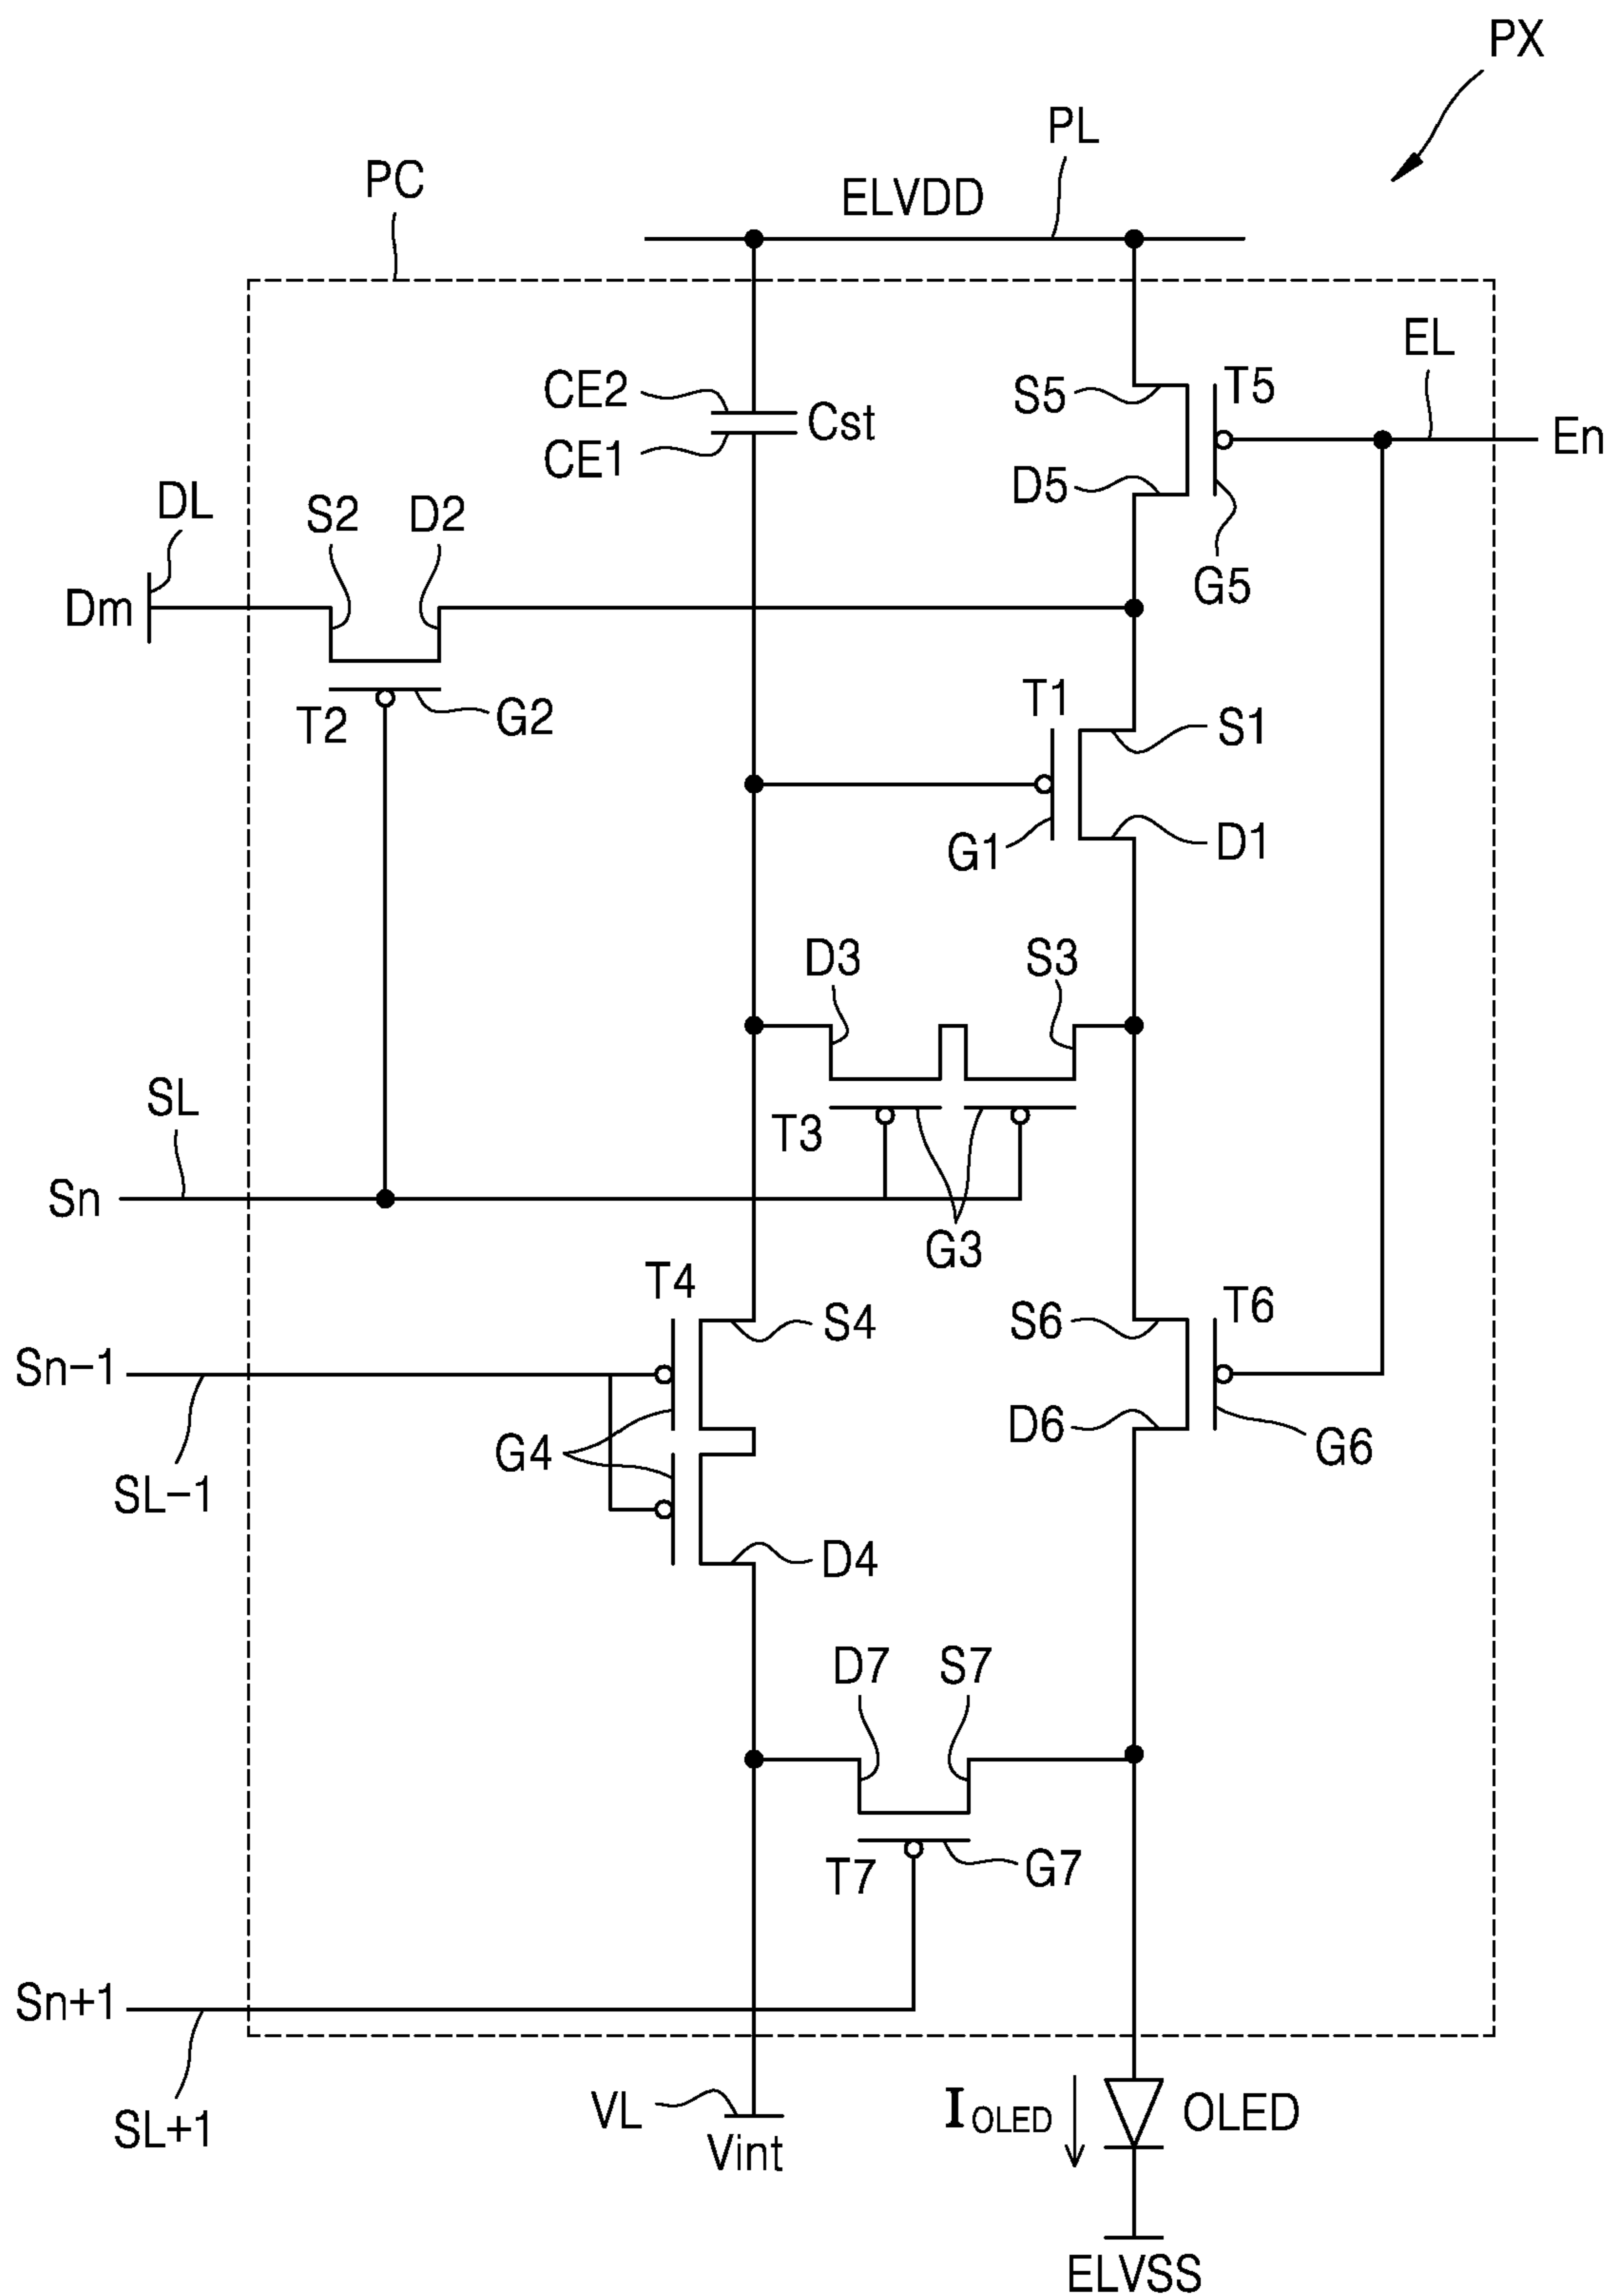 PX
PL
PC
ELVDD
EL
CE2
S5
T5
Cst
En
CE1
D5
DL
S2
D2
G5
Dm
T1
T2
G2
S1
G1
D1
D3
S3
SL
T3
Sn
G3
T4
S4
S6
T6
Sn-1
D6
G4
G6
SL-1
D4
D7
S7
T7
G7
Sn+1
VL
IOLED
OLED
SL+1
Vint
ELVSS